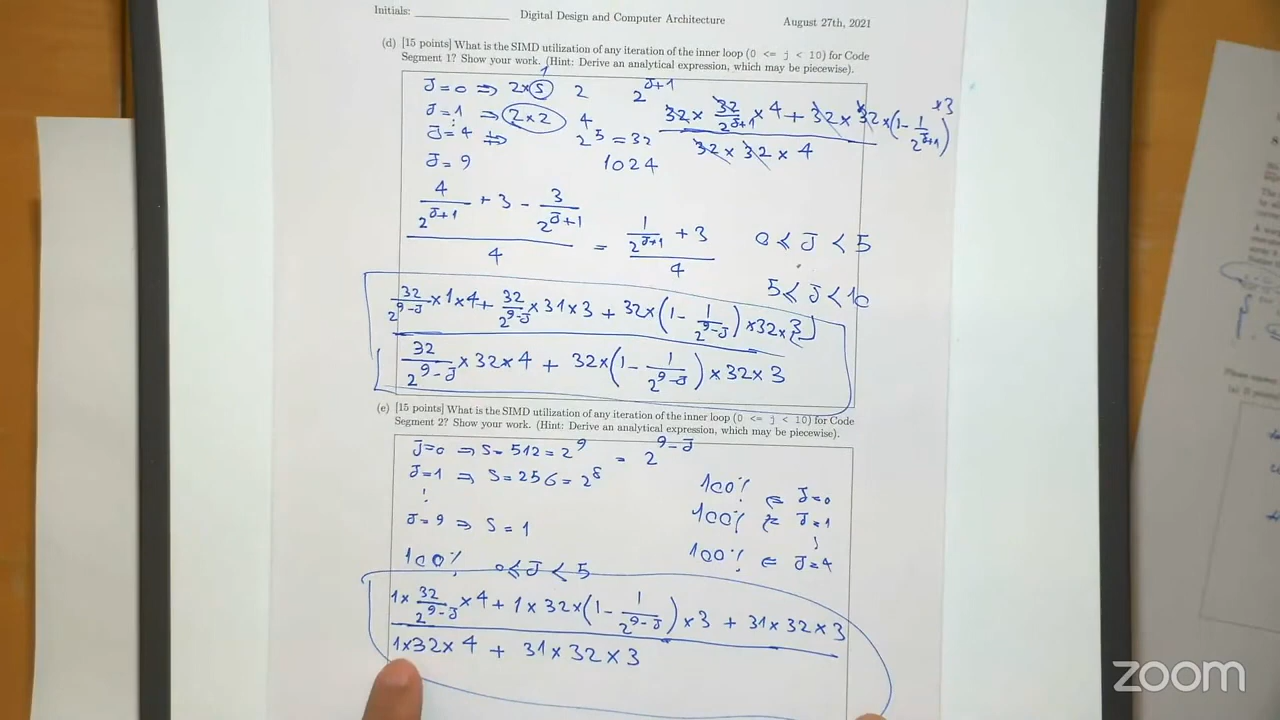 Initials: ____________ Digital Design and Computer Architecture August 27th, 2021
(d) [15 points] What is the SIMD utilization of any iteration of the inner loop (0 <= j < 10) for Code
Segment 1? Show your work. (Hint: Derive an analytical expression, which may be piecewise).
J=0 ⇒ 2×S 1 2 2^(J+1)
J=1 ⇒ 2×2 4
⋮
J=4 ⇒ 2^5 = 32
J=9 1024
(32 × 32/2^(J+1) × 4 + 32 × 32 × (1 - 1/2^(J+1)) × 3) / (32 × 32 × 4)
(4/2^(J+1) + 3 - 3/2^(J+1)) / 4 = (1/2^(J+1) + 3) / 4 0 ≤ J < 5
5 ≤ J < 10
32/2^(9-J) × 1 × 4 + 32/2^(9-J) × 31 × 3 + 32 × (1 - 1/2^(9-J)) × 32 × 3
32/2^(9-J) × 32 × 4 + 32 × (1 - 1/2^(9-J)) × 32 × 3
(e) [15 points] What is the SIMD utilization of any iteration of the inner loop (0 <= j < 10) for Code
Segment 2? Show your work. (Hint: Derive an analytical expression, which may be piecewise).
J=0 ⇒ S = 512 = 2^9 = 2^(9-J)
J=1 ⇒ S = 256 = 2^8
⋮
J=9 ⇒ S = 1
100% ⇐ J=0
100% ⇐ J=1
100% ⇐ J=4
100% 0 ≤ J < 5
1 × 32/2^(9-J) × 4 + 1 × 32 × (1 - 1/2^(9-J)) × 3 + 31 × 32 × 3
1 × 32 × 4 + 31 × 32 × 3
zoom